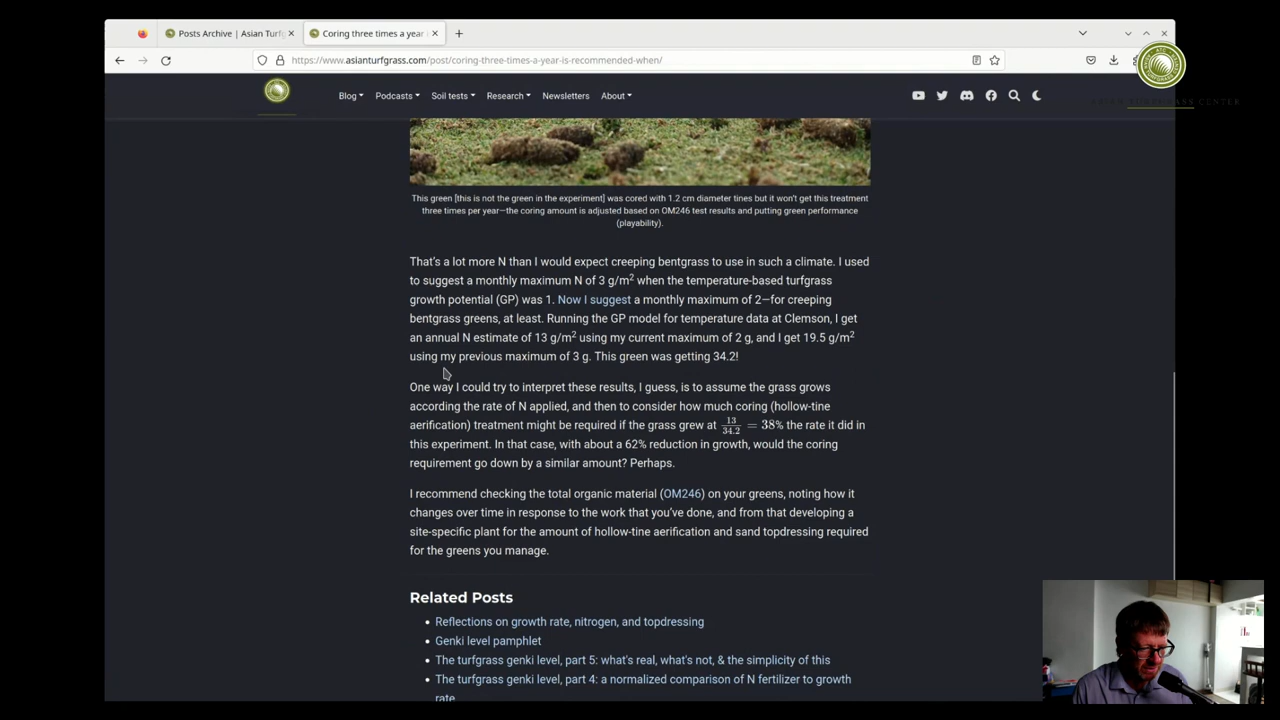 Posts Archive | Asian Turfg
Coring three times a year
https://www.asianturfgrass.com/post/coring-three-times-a-year-is-recommended-when/
Blog Podcasts Soil tests Research Newsletters About
This green [this is not the green in the experiment] was cored with 1.2 cm diameter tines but it won't get this treatment
three times per year—the coring amount is adjusted based on OM246 test results and putting green performance
(playability).
That's a lot more N than I would expect creeping bentgrass to use in such a climate. I used
to suggest a monthly maximum N of 3 g/m² when the temperature-based turfgrass
growth potential (GP) was 1. Now I suggest a monthly maximum of 2—for creeping
bentgrass greens, at least. Running the GP model for temperature data at Clemson, I get
an annual N estimate of 13 g/m² using my current maximum of 2 g, and I get 19.5 g/m²
using my previous maximum of 3 g. This green was getting 34.2!
One way I could try to interpret these results, I guess, is to assume the grass grows
according the rate of N applied, and then to consider how much coring (hollow-tine
aerification) treatment might be required if the grass grew at 13/34.2 = 38% the rate it did in
this experiment. In that case, with about a 62% reduction in growth, would the coring
requirement go down by a similar amount? Perhaps.
I recommend checking the total organic material (OM246) on your greens, noting how it
changes over time in response to the work that you've done, and from that developing a
site-specific plant for the amount of hollow-tine aerification and sand topdressing required
for the greens you manage.
Related Posts
• Reflections on growth rate, nitrogen, and topdressing
• Genki level pamphlet
• The turfgrass genki level, part 5: what's real, what's not, & the simplicity of this
• The turfgrass genki level, part 4: a normalized comparison of N fertilizer to growth
rate